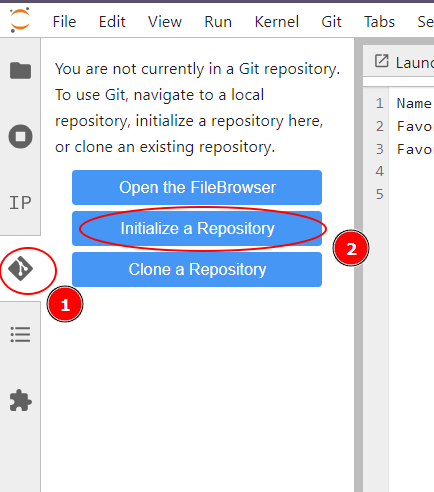 File Edit View Run Kernel Git Tabs Se
You are not currently in a Git repository.
To use Git, navigate to a local
repository, initialize a repository here,
or clone an existing repository.
Open the FileBrowser
Initialize a Repository
2
Clone a Repository
1
IP
Laun
1 Name
2 Favo
3 Favo
4
5